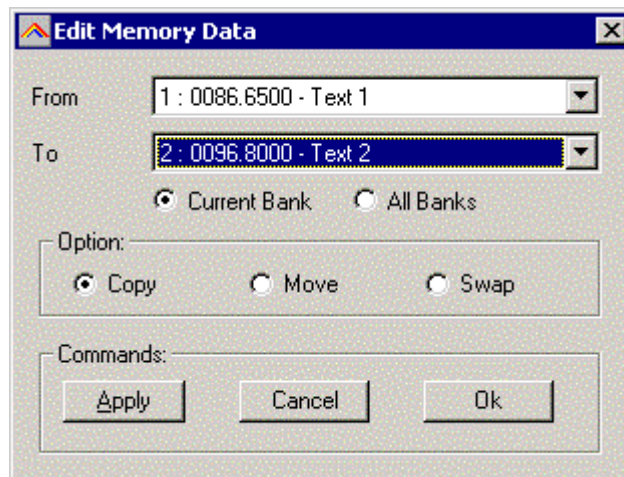 Edit Memory Data
From 1 : 0086.6500 - Text 1
To 2 : 0096.8000 - Text 2
Current Bank All Banks
Option:
Copy Move Swap
Commands:
Apply Cancel Ok